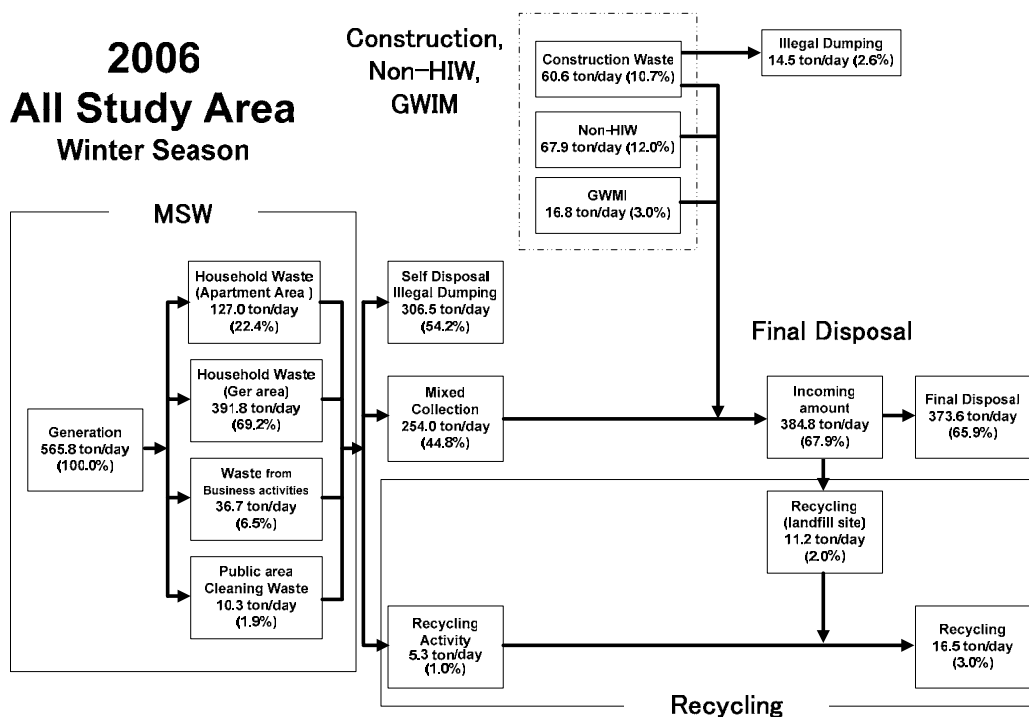 2006
All Study Area
Winter Season
Construction,
Non-HIW,
GWIM
Construction Waste
60.6 ton/day (10.7%)
Illegal Dumping
14.5 ton/day (2.6%)
Non-HIW
67.9 ton/day (12.0%)
GWMI
16.8 ton/day (3.0%)
MSW
Generation
565.8 ton/day
(100.0%)
Household Waste
(Apartment Area )
127.0 ton/day
(22.4%)
Household Waste
(Ger area)
391.8 ton/day
(69.2%)
Waste from
Business activities
36.7 ton/day
(6.5%)
Public area
Cleaning Waste
10.3 ton/day
(1.9%)
Self Disposal
Illegal Dumping
306.5 ton/day
(54.2%)
Mixed
Collection
254.0 ton/day
(44.8%)
Recycling
Activity
5.3 ton/day
(1.0%)
Final Disposal
Incoming
amount
384.8 ton/day
(67.9%)
Final Disposal
373.6 ton/day
(65.9%)
Recycling
(landfill site)
11.2 ton/day
(2.0%)
Recycling
16.5 ton/day
(3.0%)
Recycling